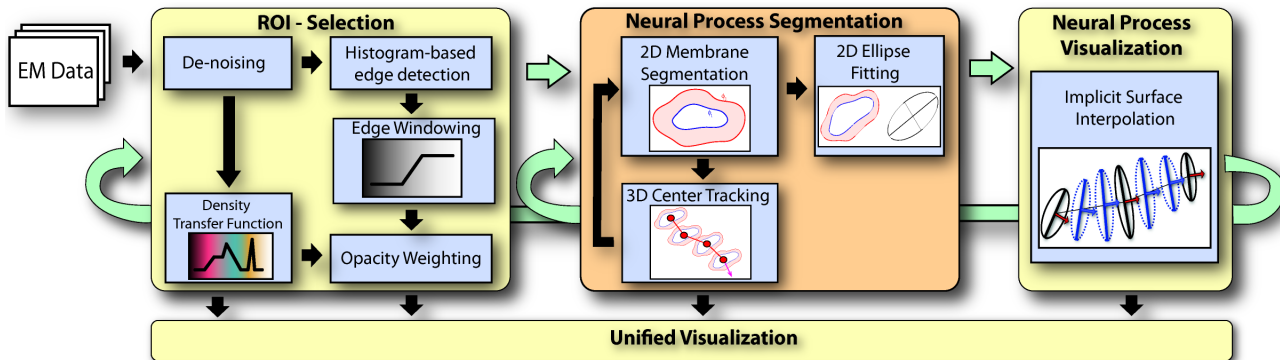 EM Data
ROI - Selection
De-noising
Histogram-based
edge detection
Edge Windowing
Density
Transfer Function
Opacity Weighting
Neural Process Segmentation
2D Membrane
Segmentation
2D Ellipse
Fitting
3D Center Tracking
Neural Process
Visualization
Implicit Surface
Interpolation
Unified Visualization